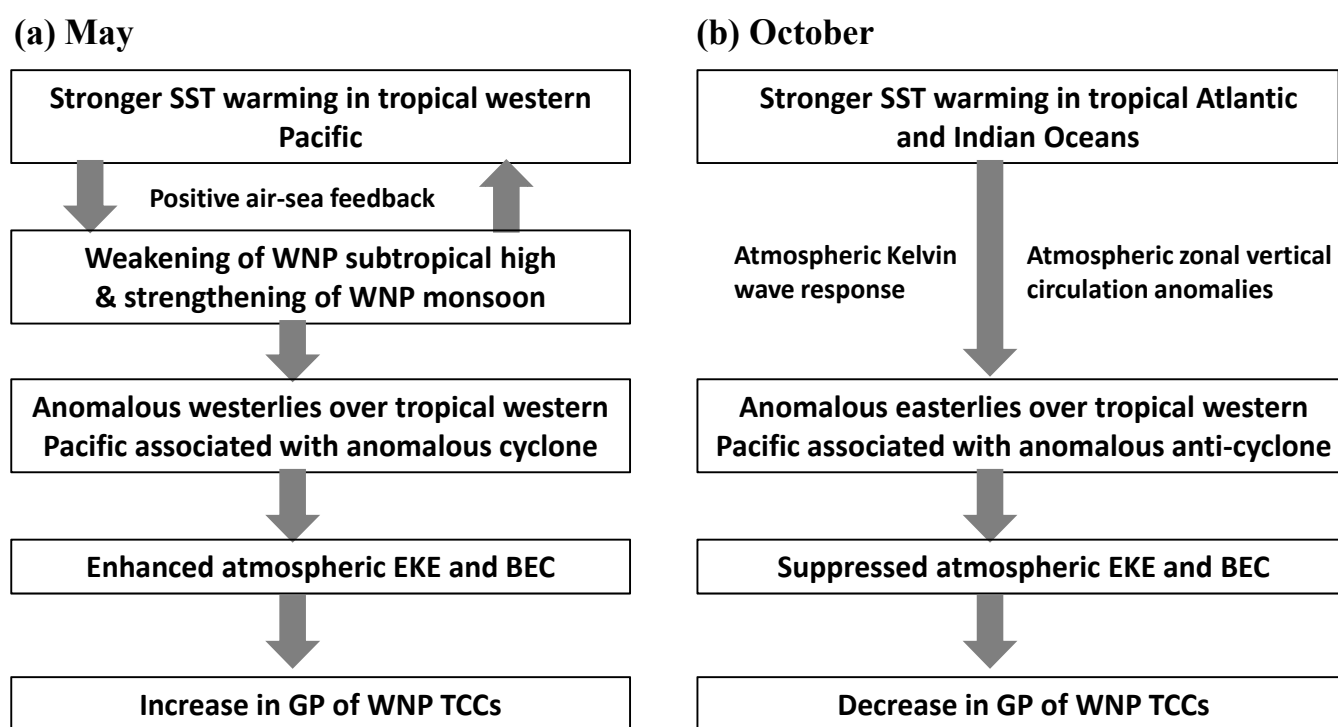 (a) May
Stronger SST warming in tropical western
Pacific
Positive air-sea feedback
Weakening of WNP subtropical high
& strengthening of WNP monsoon
Anomalous westerlies over tropical western
Pacific associated with anomalous cyclone
Enhanced atmospheric EKE and BEC
Increase in GP of WNP TCCs
(b) October
Stronger SST warming in tropical Atlantic
and Indian Oceans
Atmospheric Kelvin
wave response
Atmospheric zonal vertical
circulation anomalies
Anomalous easterlies over tropical western
Pacific associated with anomalous anti-cyclone
Suppressed atmospheric EKE and BEC
Decrease in GP of WNP TCCs